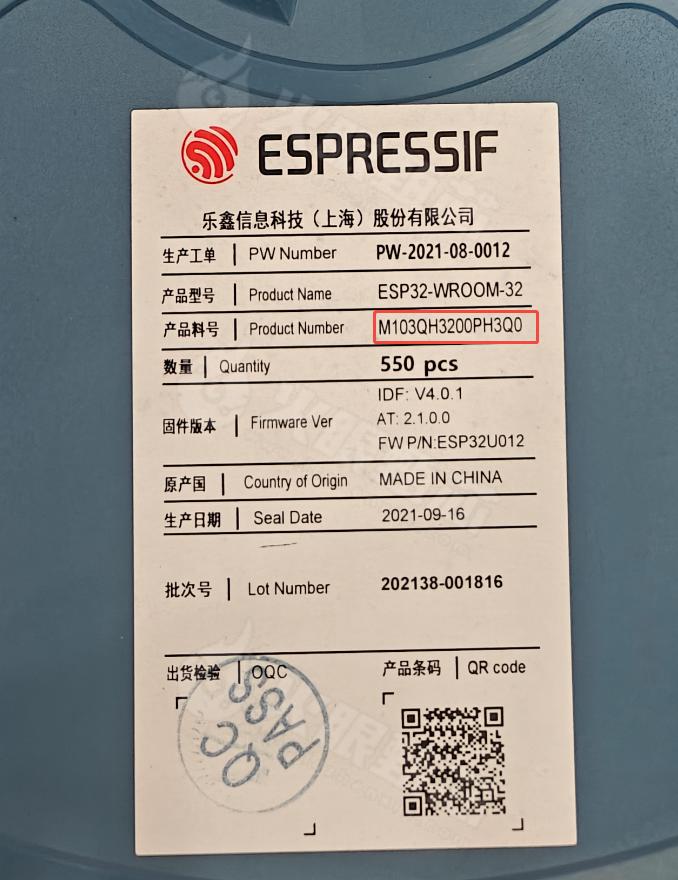 ESPRESSIF
乐鑫信息科技（上海）股份有限公司
生产工单 | PW Number PW-2021-08-0012
产品型号 | Product Name ESP32-WROOM-32
产品料号 | Product Number M103QH3200PH3Q0
数量 | Quantity 550 pcs
固件版本 | Firmware Ver IDF: V4.0.1
AT: 2.1.0.0
FW P/N:ESP32U012
原产国 | Country of Origin MADE IN CHINA
生产日期 | Seal Date 2021-09-16
批次号 | Lot Number 202138-001816
出货检验 | OQC
产品条码 | QR code
QC
PASS